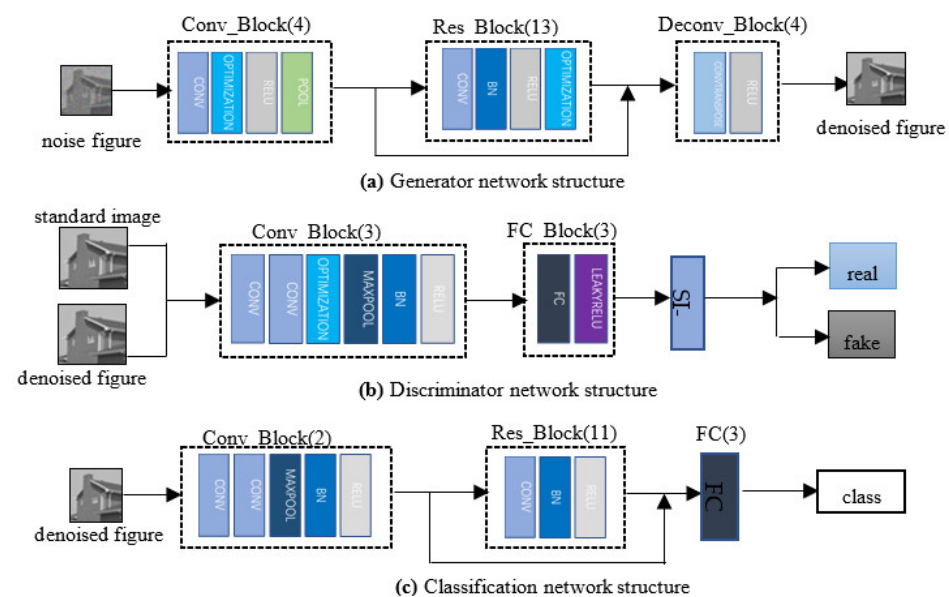 Conv_Block(4)
Res_Block(13)
Deconv_Block(4)
CONV
OPTIMIZATION
RELU
POOL
CONV
BN
RELU
OPTIMIZATION
CONVTRANPOSE
RELU
noise figure
denoised figure
(a) Generator network structure
standard image
Conv_Block(3)
FC_Block(3)
CONV
CONV
OPTIMIZATION
MAXPOOL
BN
RELU
FC
LEAKYRELU
SI-
real
fake
denoised figure
(b) Discriminator network structure
Conv_Block(2)
Res_Block(11)
FC(3)
CONV
CONV
MAXPOOL
BN
RELU
CONV
BN
RELU
FC
class
denoised figure
(c) Classification network structure